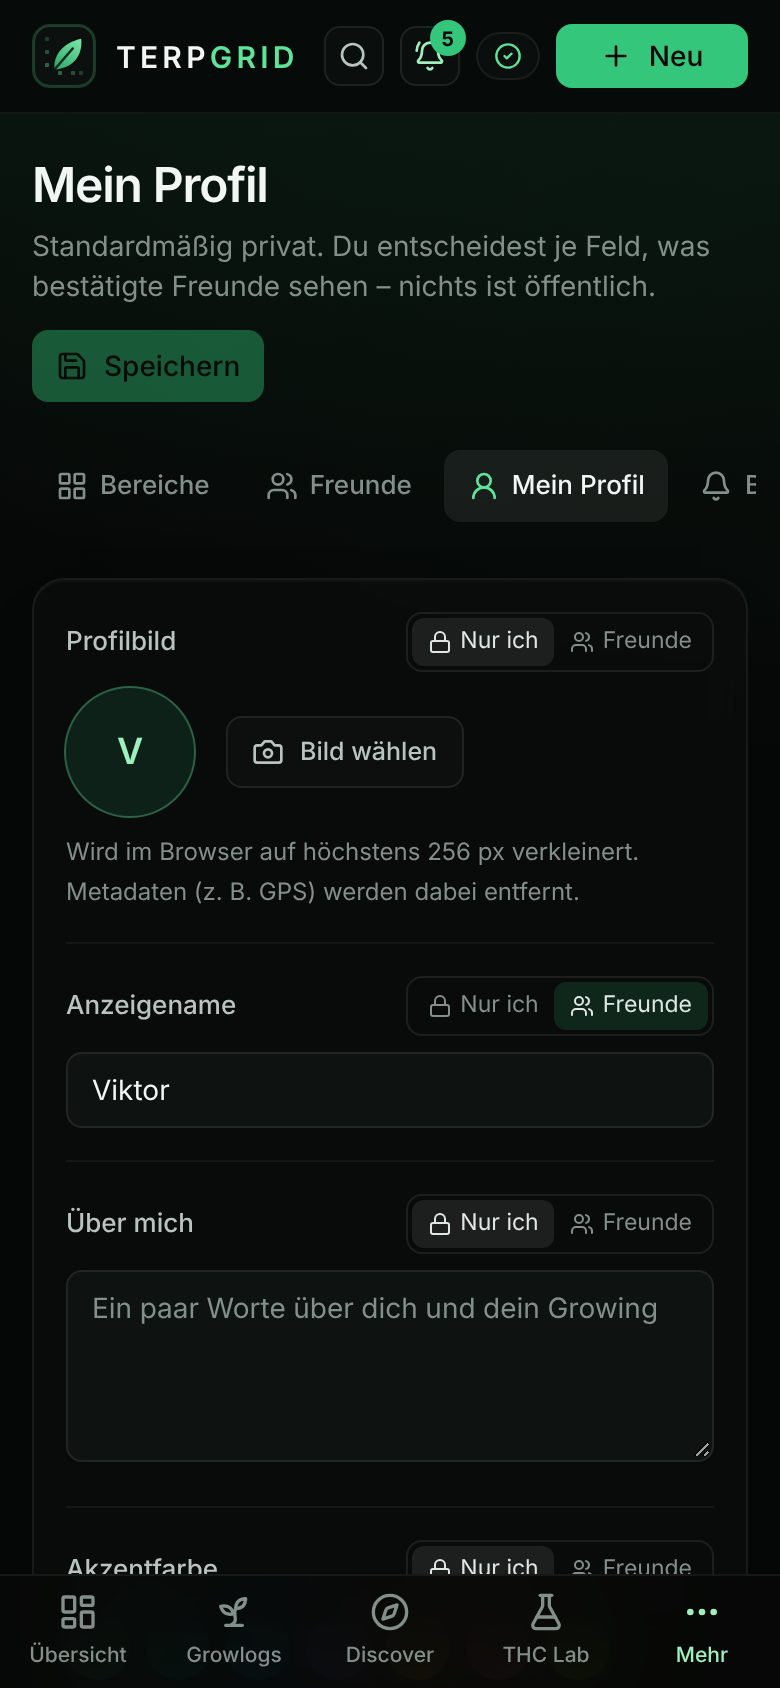 TERPGRID
5
Neu
Mein Profil
Standardmäßig privat. Du entscheidest je Feld, was
bestätigte Freunde sehen – nichts ist öffentlich.
Speichern
Bereiche
Freunde
Mein Profil
Profilbild
Nur ich
Freunde
V
Bild wählen
Wird im Browser auf höchstens 256 px verkleinert.
Metadaten (z. B. GPS) werden dabei entfernt.
Anzeigename
Nur ich
Freunde
Viktor
Über mich
Nur ich
Freunde
Ein paar Worte über dich und dein Growing
Akzentfarbe
Nur ich
Freunde
Übersicht
Growlogs
Discover
THC Lab
Mehr